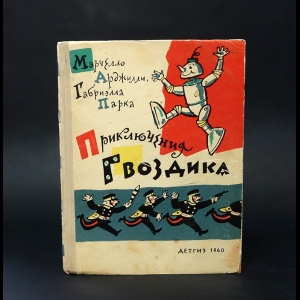 Марчелло
Арджилли,
Габриэлла
Парка
Приключения
Гвоздика
ДЕТГИЗ 1960